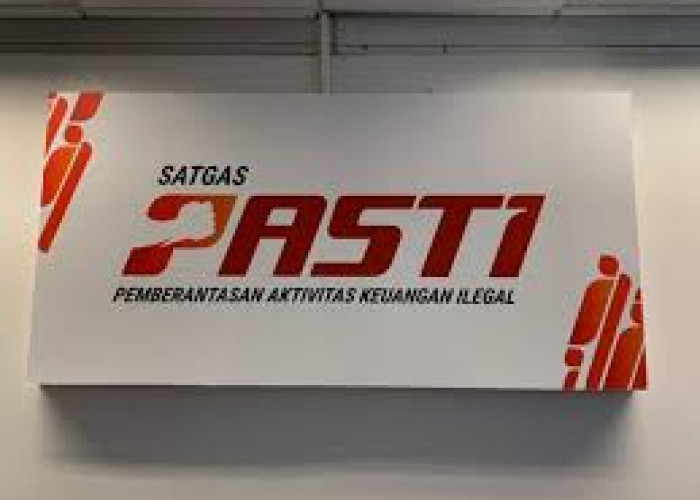 SATGAS
PASTI
PEMBERANTASAN AKTIVITAS KEUANGAN ILEGAL